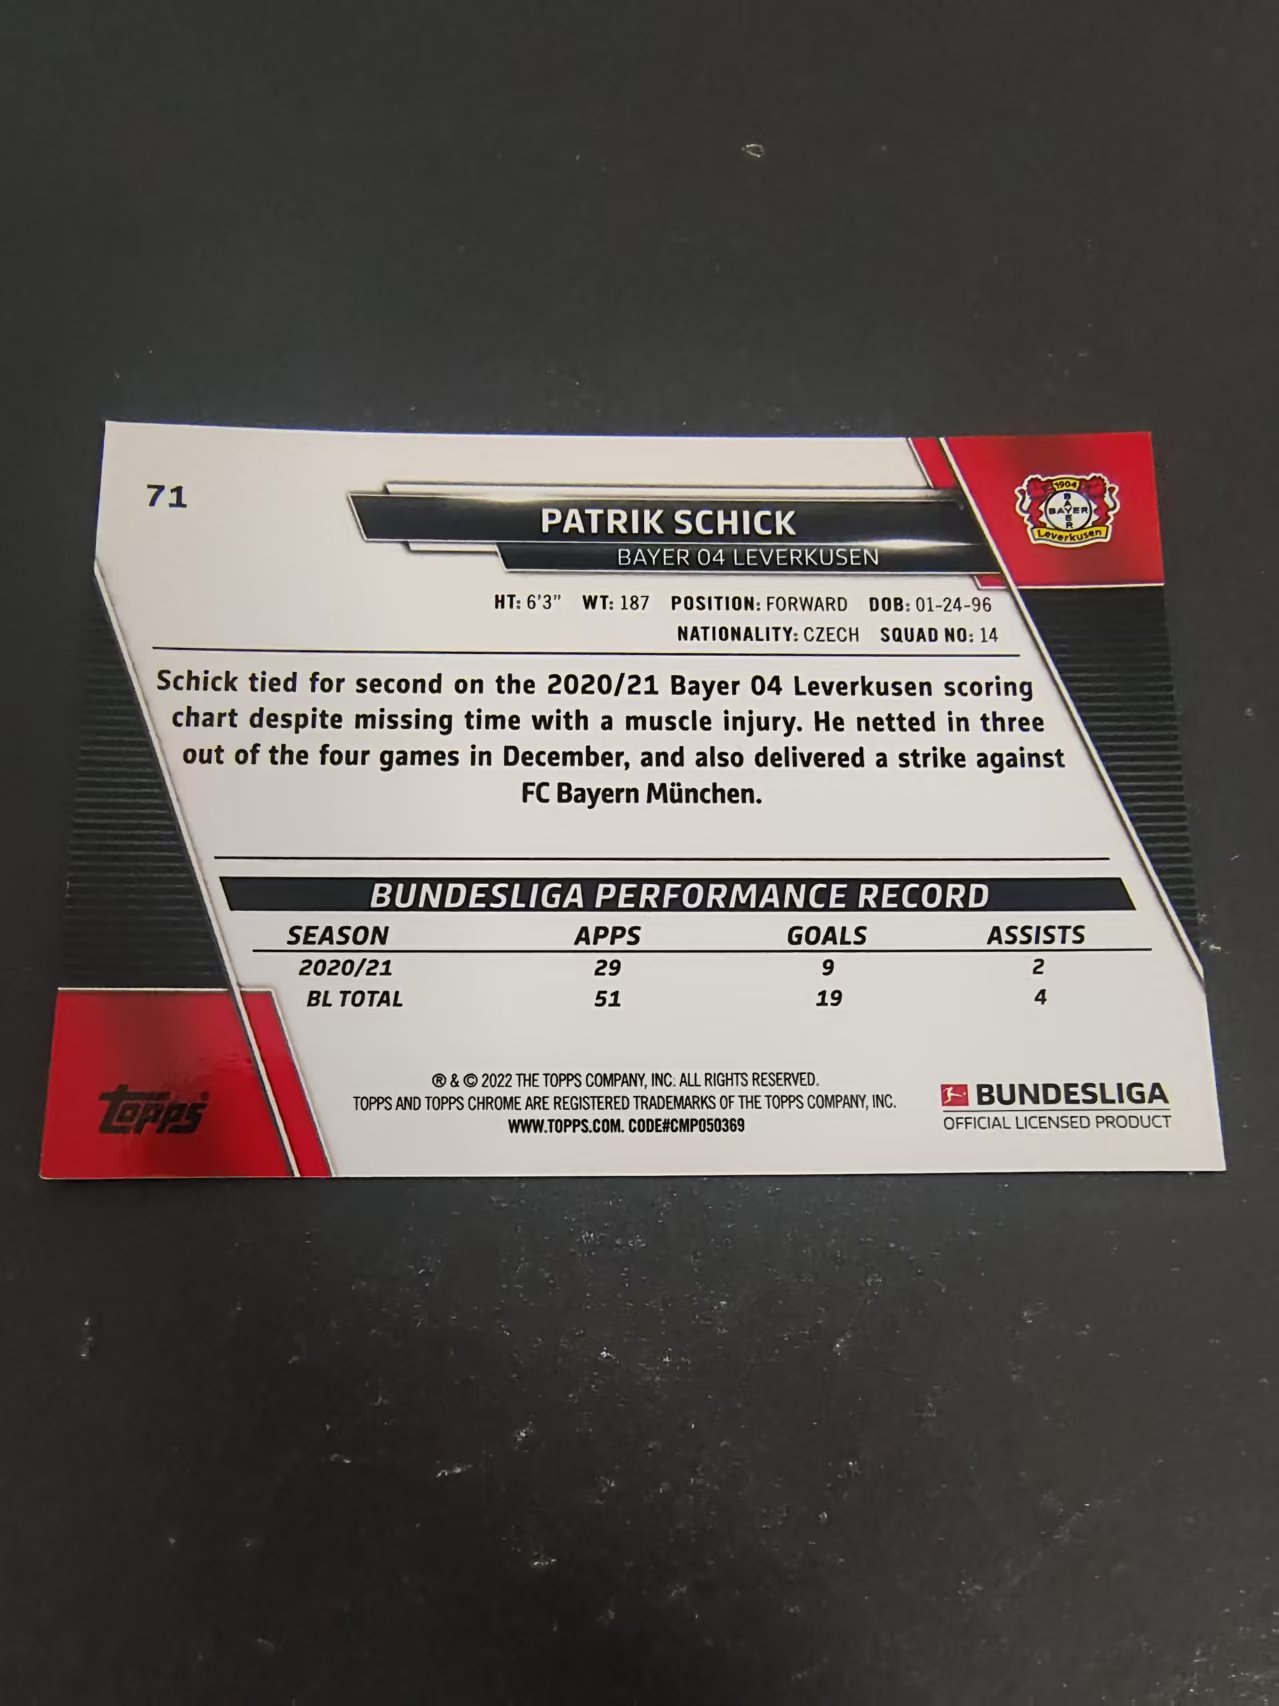 71
PATRIK SCHICK
BAYER 04 LEVERKUSEN
1904
BAYER
BAYER
Leverkusen
HT: 6'3" WT: 187 POSITION: FORWARD DOB: 01-24-96
NATIONALITY: CZECH SQUAD NO: 14
Schick tied for second on the 2020/21 Bayer 04 Leverkusen scoring
chart despite missing time with a muscle injury. He netted in three
out of the four games in December, and also delivered a strike against
FC Bayern München.
BUNDESLIGA PERFORMANCE RECORD
SEASON APPS GOALS ASSISTS
2020/21 29 9 2
BL TOTAL 51 19 4
® & © 2022 THE TOPPS COMPANY, INC. ALL RIGHTS RESERVED.
TOPPS AND TOPPS CHROME ARE REGISTERED TRADEMARKS OF THE TOPPS COMPANY, INC.
WWW.TOPPS.COM. CODE#CMP050369
topps
BUNDESLIGA
OFFICIAL LICENSED PRODUCT